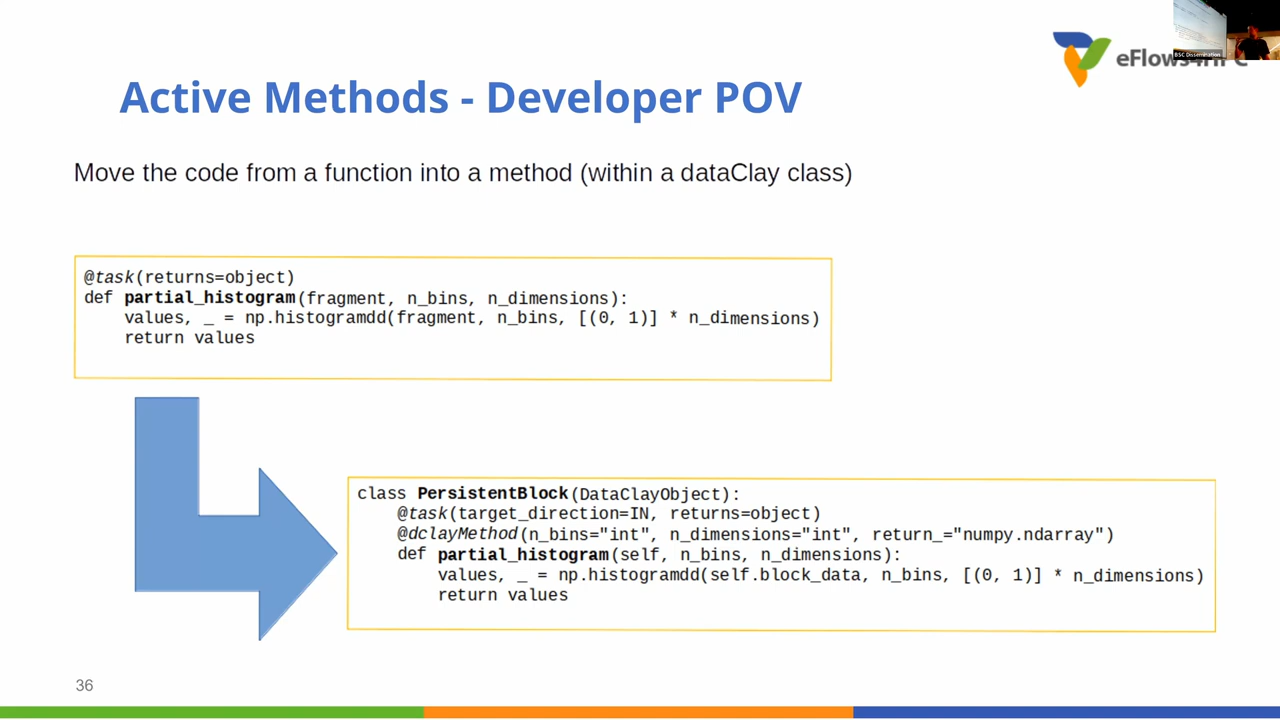 eFlows4HPC
BSC Dissemination
Active Methods - Developer POV
Move the code from a function into a method (within a dataClay class)
@task(returns=object)
def partial_histogram(fragment, n_bins, n_dimensions):
    values, _ = np.histogramdd(fragment, n_bins, [(0, 1)] * n_dimensions)
    return values
class PersistentBlock(DataClayObject):
    @task(target_direction=IN, returns=object)
    @dclayMethod(n_bins="int", n_dimensions="int", return_="numpy.ndarray")
    def partial_histogram(self, n_bins, n_dimensions):
        values, _ = np.histogramdd(self.block_data, n_bins, [(0, 1)] * n_dimensions)
        return values
36